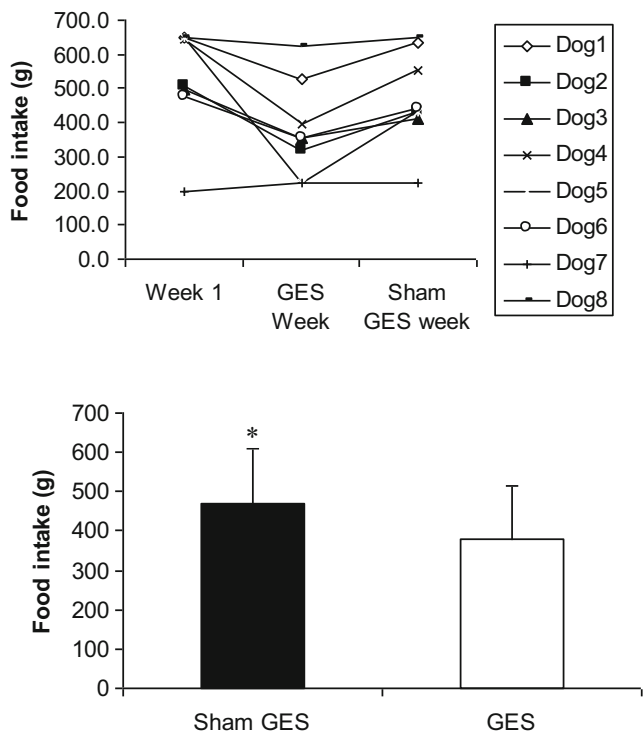 700.0
600.0
500.0
400.0
300.0
200.0
100.0
0.0
Food intake (g)
Week 1
GES
Week
Sham
GES week
Dog1
Dog2
Dog3
Dog4
Dog5
Dog6
Dog7
Dog8
700
600
500
400
300
200
100
0
Food intake (g)
*
Sham GES
GES